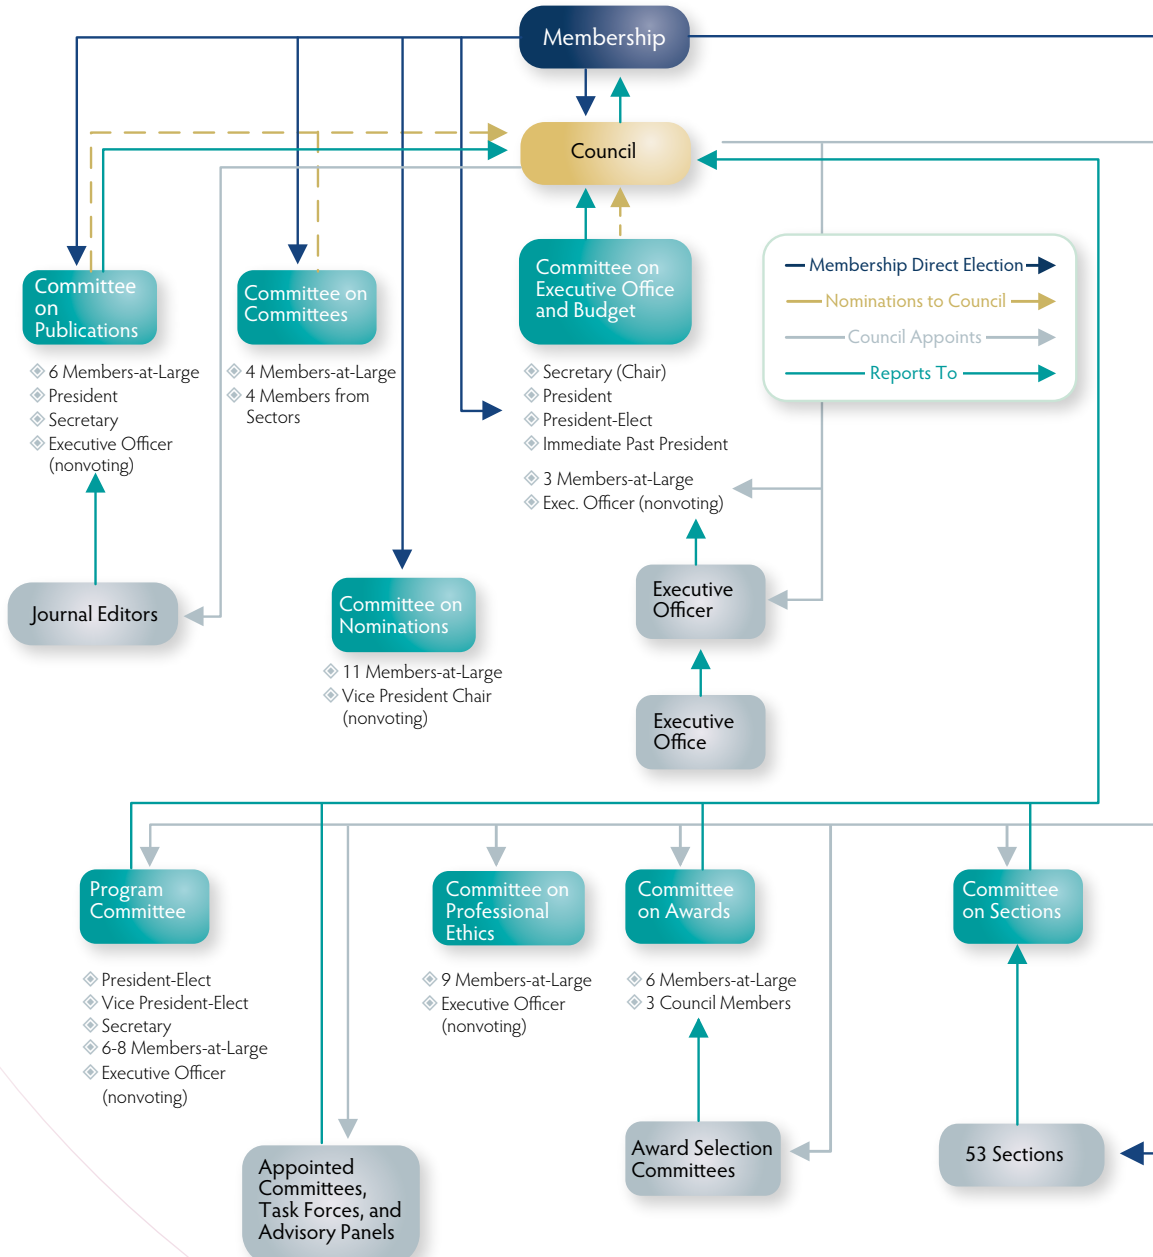 Membership
Council
Membership Direct Election
Nominations to Council
Council Appoints
Reports To
Committee
on
Publications
6 Members-at-Large
President
Secretary
Executive Officer
(nonvoting)
Committee on
Committees
4 Members-at-Large
4 Members from
Sectors
Committee on
Executive Office
and Budget
Secretary (Chair)
President
President-Elect
Immediate Past President
3 Members-at-Large
Exec. Officer (nonvoting)
Journal Editors
Committee on
Nominations
11 Members-at-Large
Vice President Chair
(nonvoting)
Executive
Officer
Executive
Office
Program
Committee
President-Elect
Vice President-Elect
Secretary
6-8 Members-at-Large
Executive Officer
(nonvoting)
Committee on
Professional
Ethics
9 Members-at-Large
Executive Officer
(nonvoting)
Committee
on Awards
6 Members-at-Large
3 Council Members
Committee
on Sections
Appointed
Committees,
Task Forces, and
Advisory Panels
Award Selection
Committees
53 Sections